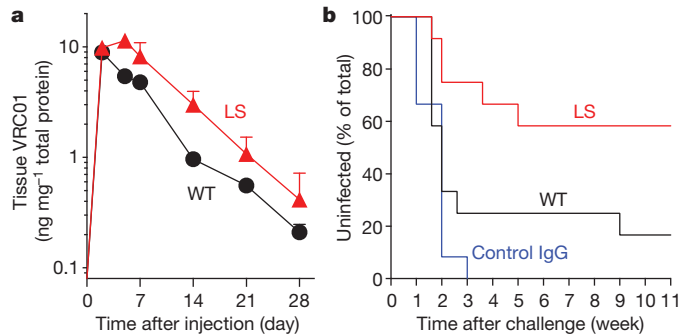 a
Tissue VRC01
(ng mg⁻¹ total protein)
10
1
0.1
LS
WT
0 7 14 21 28
Time after injection (day)
b
Uninfected (% of total)
100
80
60
40
20
0
LS
WT
Control IgG
0 1 2 3 4 5 6 7 8 9 10 11
Time after challenge (week)